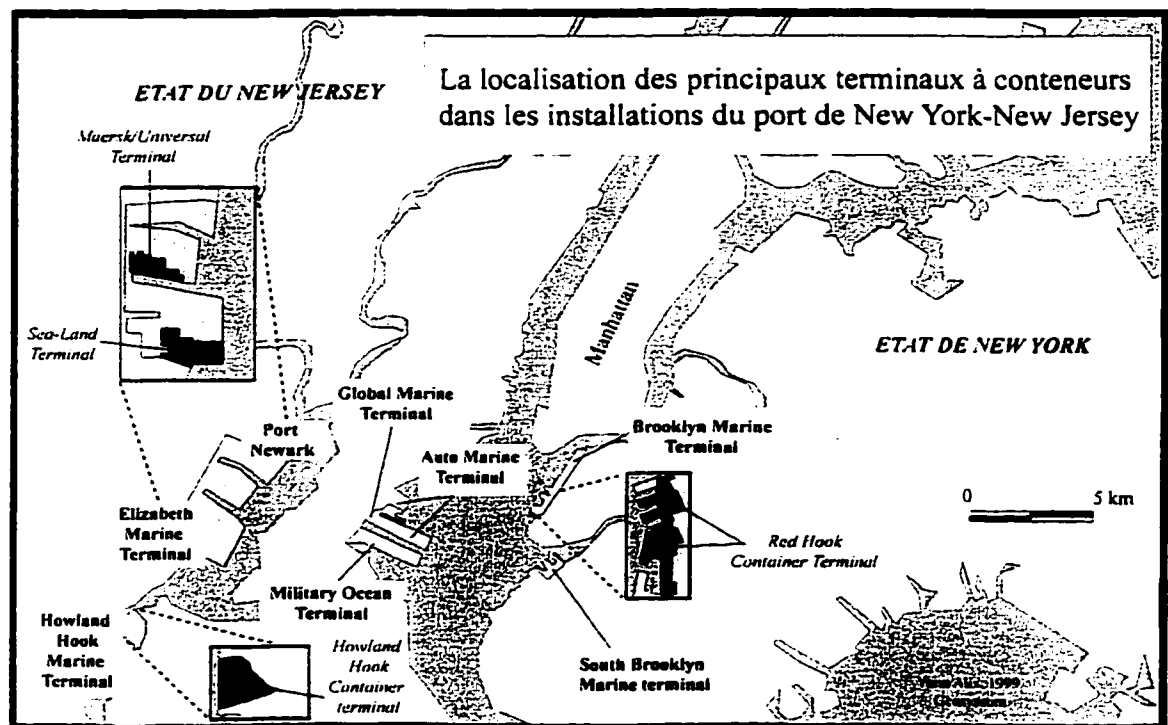 La localisation des principaux terminaux à conteneurs
dans les installations du port de New York-New Jersey
ETAT DU NEW JERSEY
Maersk/Universal
Terminal
Sea-Land
Terminal
Manhattan
ETAT DE NEW YORK
Global Marine
Terminal
Port
Newark
Auto Marine
Terminal
Brooklyn Marine
Terminal
0 5 km
Elizabeth
Marine
Terminal
Red Hook
Container Terminal
Military Ocean
Terminal
Howland
Hook
Marine
Terminal
Howland
Hook
Container
terminal
South Brooklyn
Marine terminal
1999